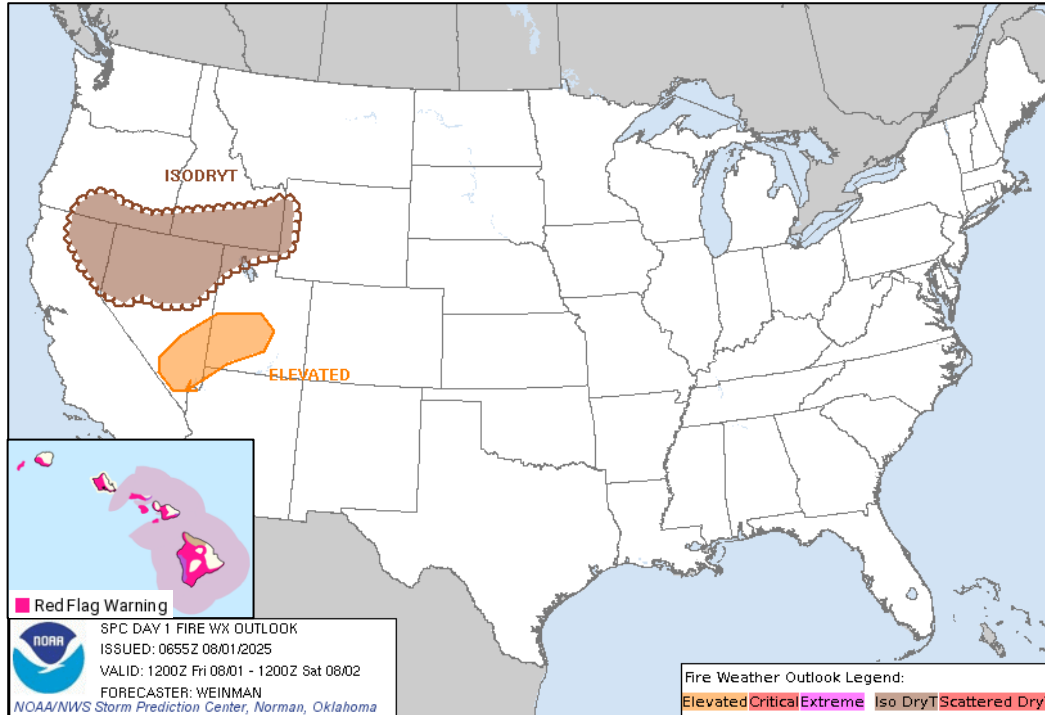 ISODRYT
ELEVATED
Red Flag Warning
NOAA
SPC DAY 1 FIRE WX OUTLOOK
ISSUED: 0655Z 08/01/2025
VALID: 1200Z Fri 08/01 - 1200Z Sat 08/02
FORECASTER: WEINMAN
NOAA/NWS Storm Prediction Center, Norman, Oklahoma
Fire Weather Outlook Legend:
Elevated Critical Extreme Iso DryT Scattered Dry